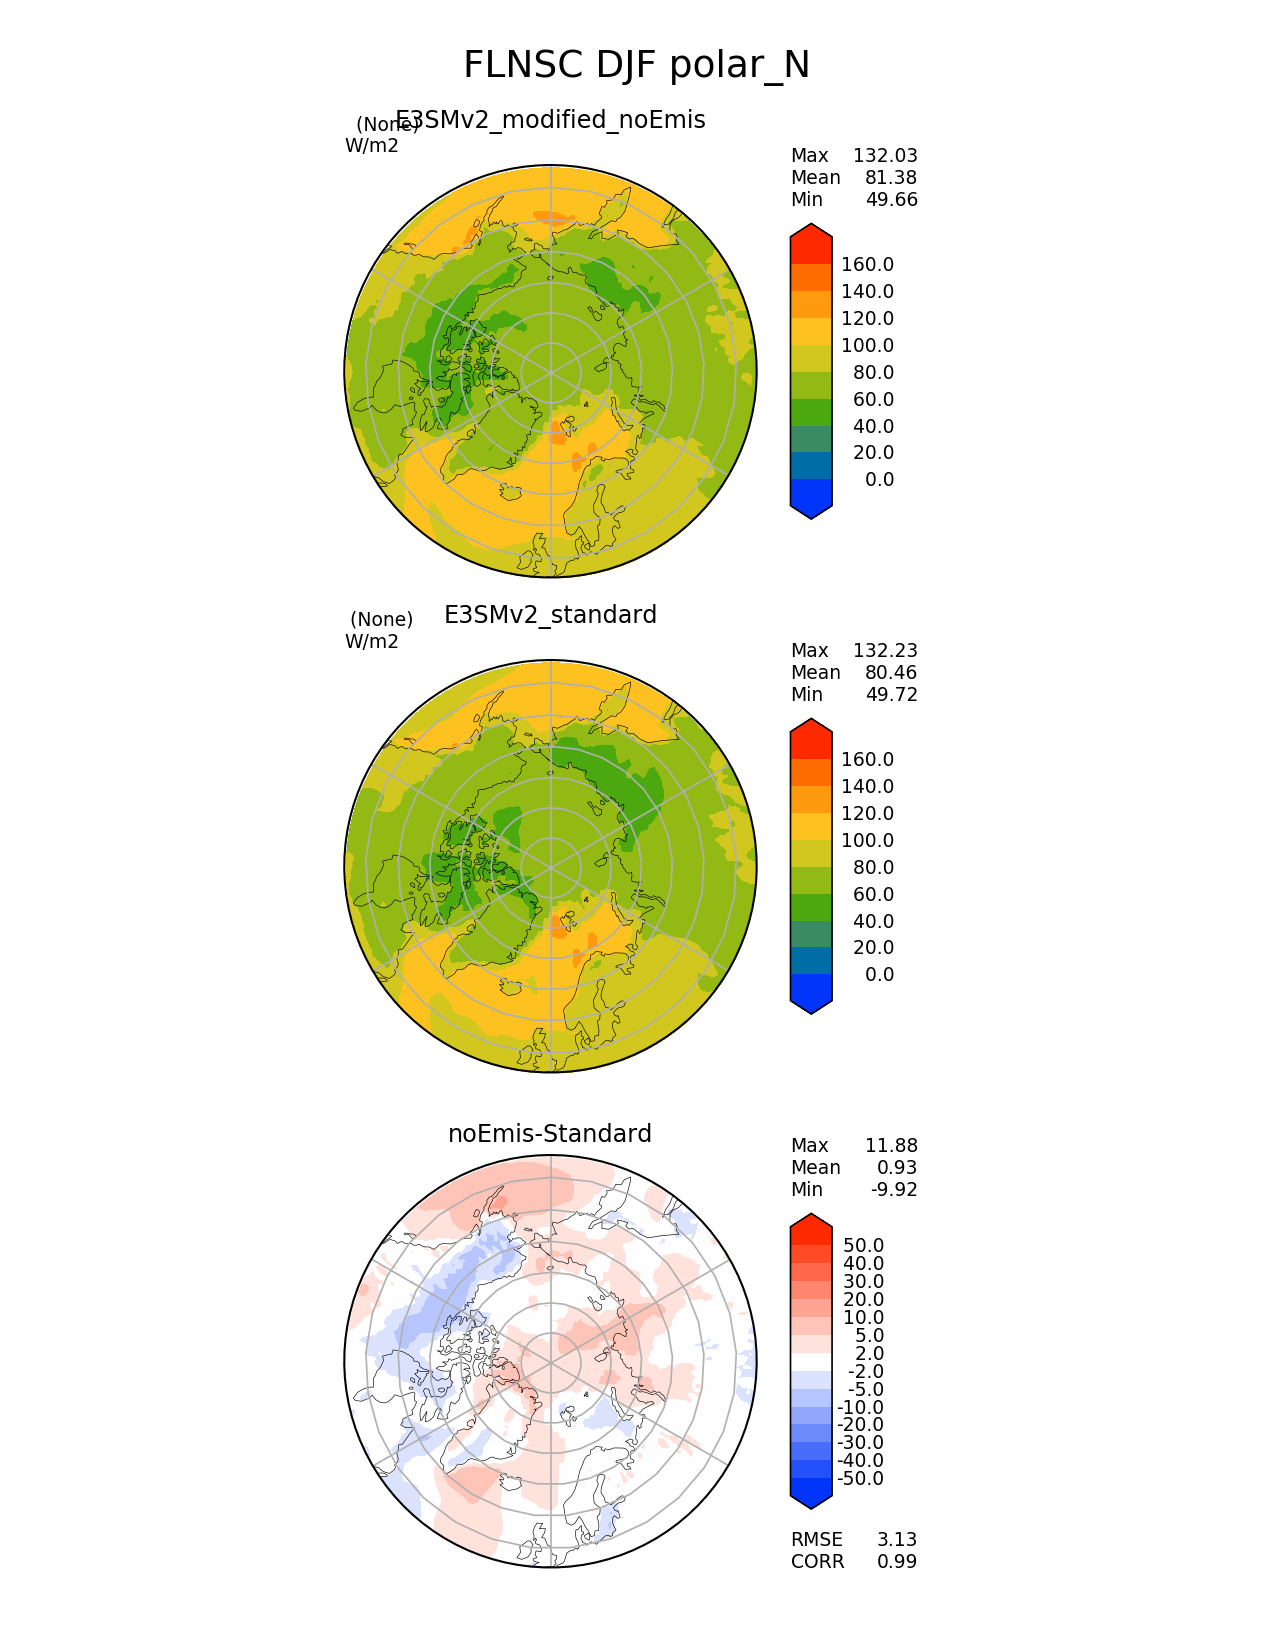 FLNSC DJF polar_N
E3SMv2_modified_noEmis
(None)
W/m2
Max 132.03
Mean 81.38
Min 49.66
160.0
140.0
120.0
100.0
80.0
60.0
40.0
20.0
0.0
E3SMv2_standard
(None)
W/m2
Max 132.23
Mean 80.46
Min 49.72
160.0
140.0
120.0
100.0
80.0
60.0
40.0
20.0
0.0
noEmis-Standard
Max 11.88
Mean 0.93
Min -9.92
50.0
40.0
30.0
20.0
10.0
5.0
2.0
-2.0
-5.0
-10.0
-20.0
-30.0
-40.0
-50.0
RMSE 3.13
CORR 0.99